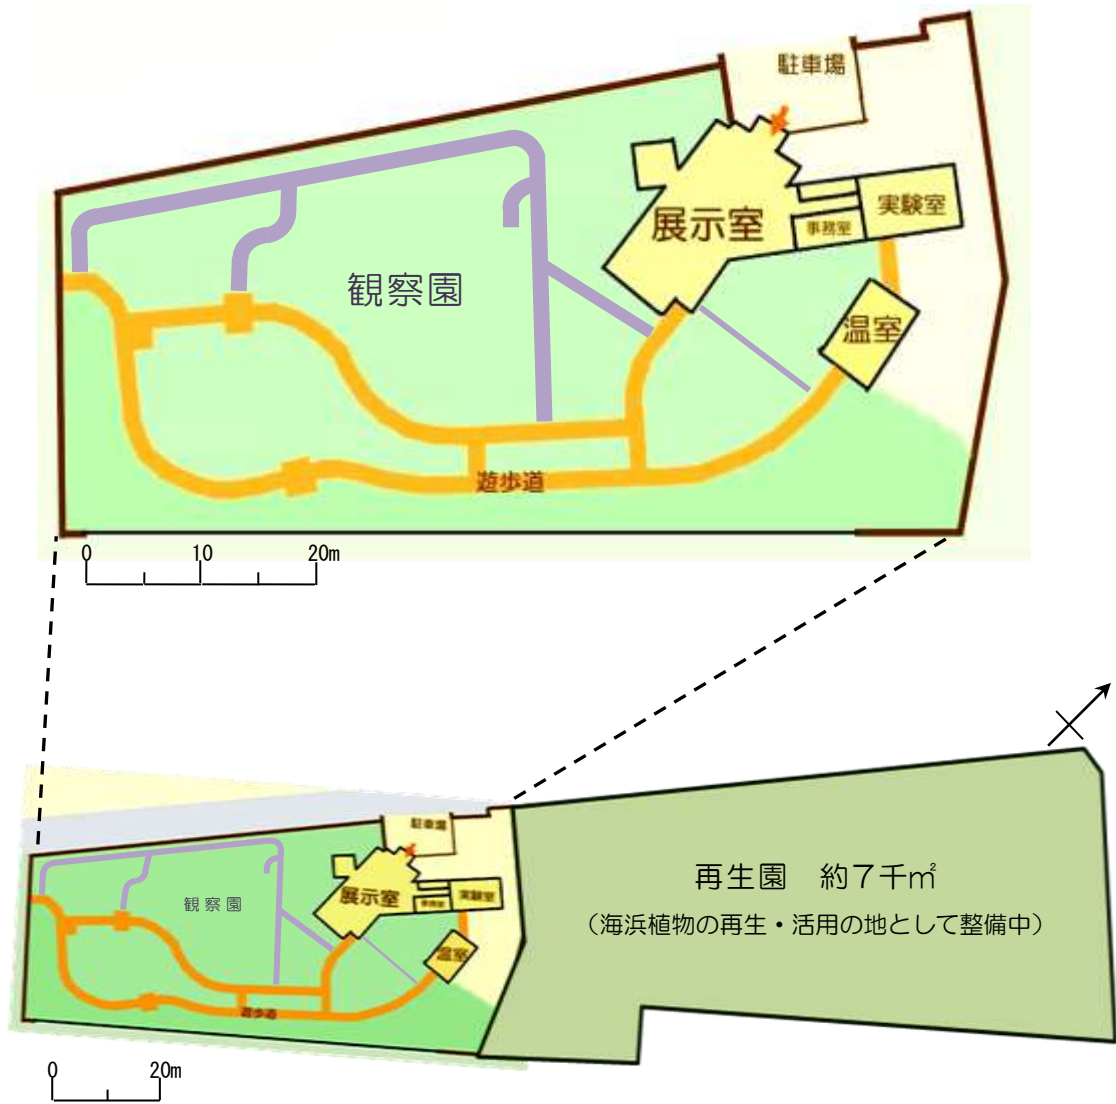 駐車場
実験室
展示室
事務室
観察園
温室
遊歩道
0 10 20m
駐車場
再生園　約7千㎡
展示室
実験室
事務室
観察園
(海浜植物の再生・活用の地として整備中)
温室
遊歩道
0 20m